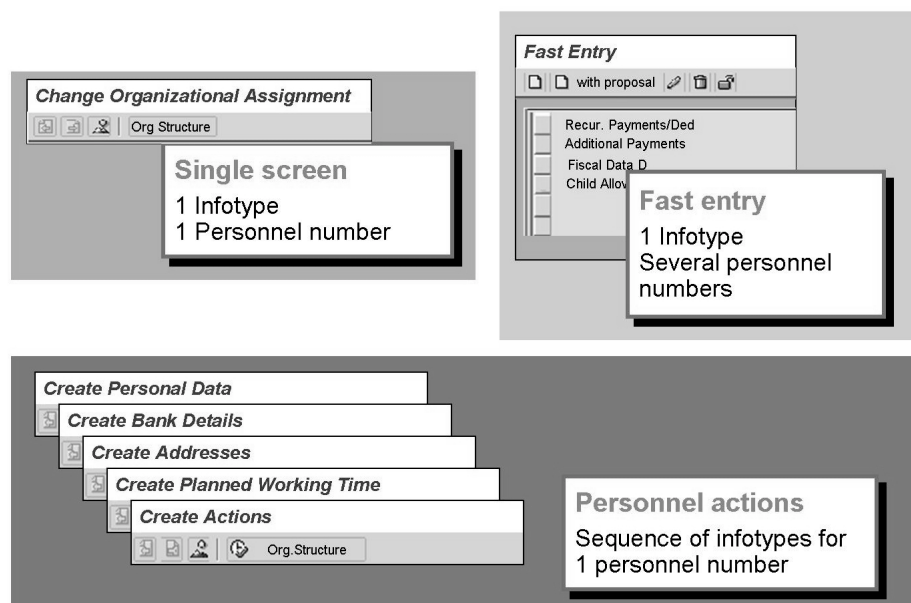 Change Organizational Assignment
Org Structure
Single screen
1 Infotype
1 Personnel number
Fast Entry
with proposal
Recur. Payments/Ded
Additional Payments
Fiscal Data D
Child Allow
Fast entry
1 Infotype
Several personnel
numbers
Create Personal Data
Create Bank Details
Create Addresses
Create Planned Working Time
Create Actions
Org.Structure
Personnel actions
Sequence of infotypes for
1 personnel number